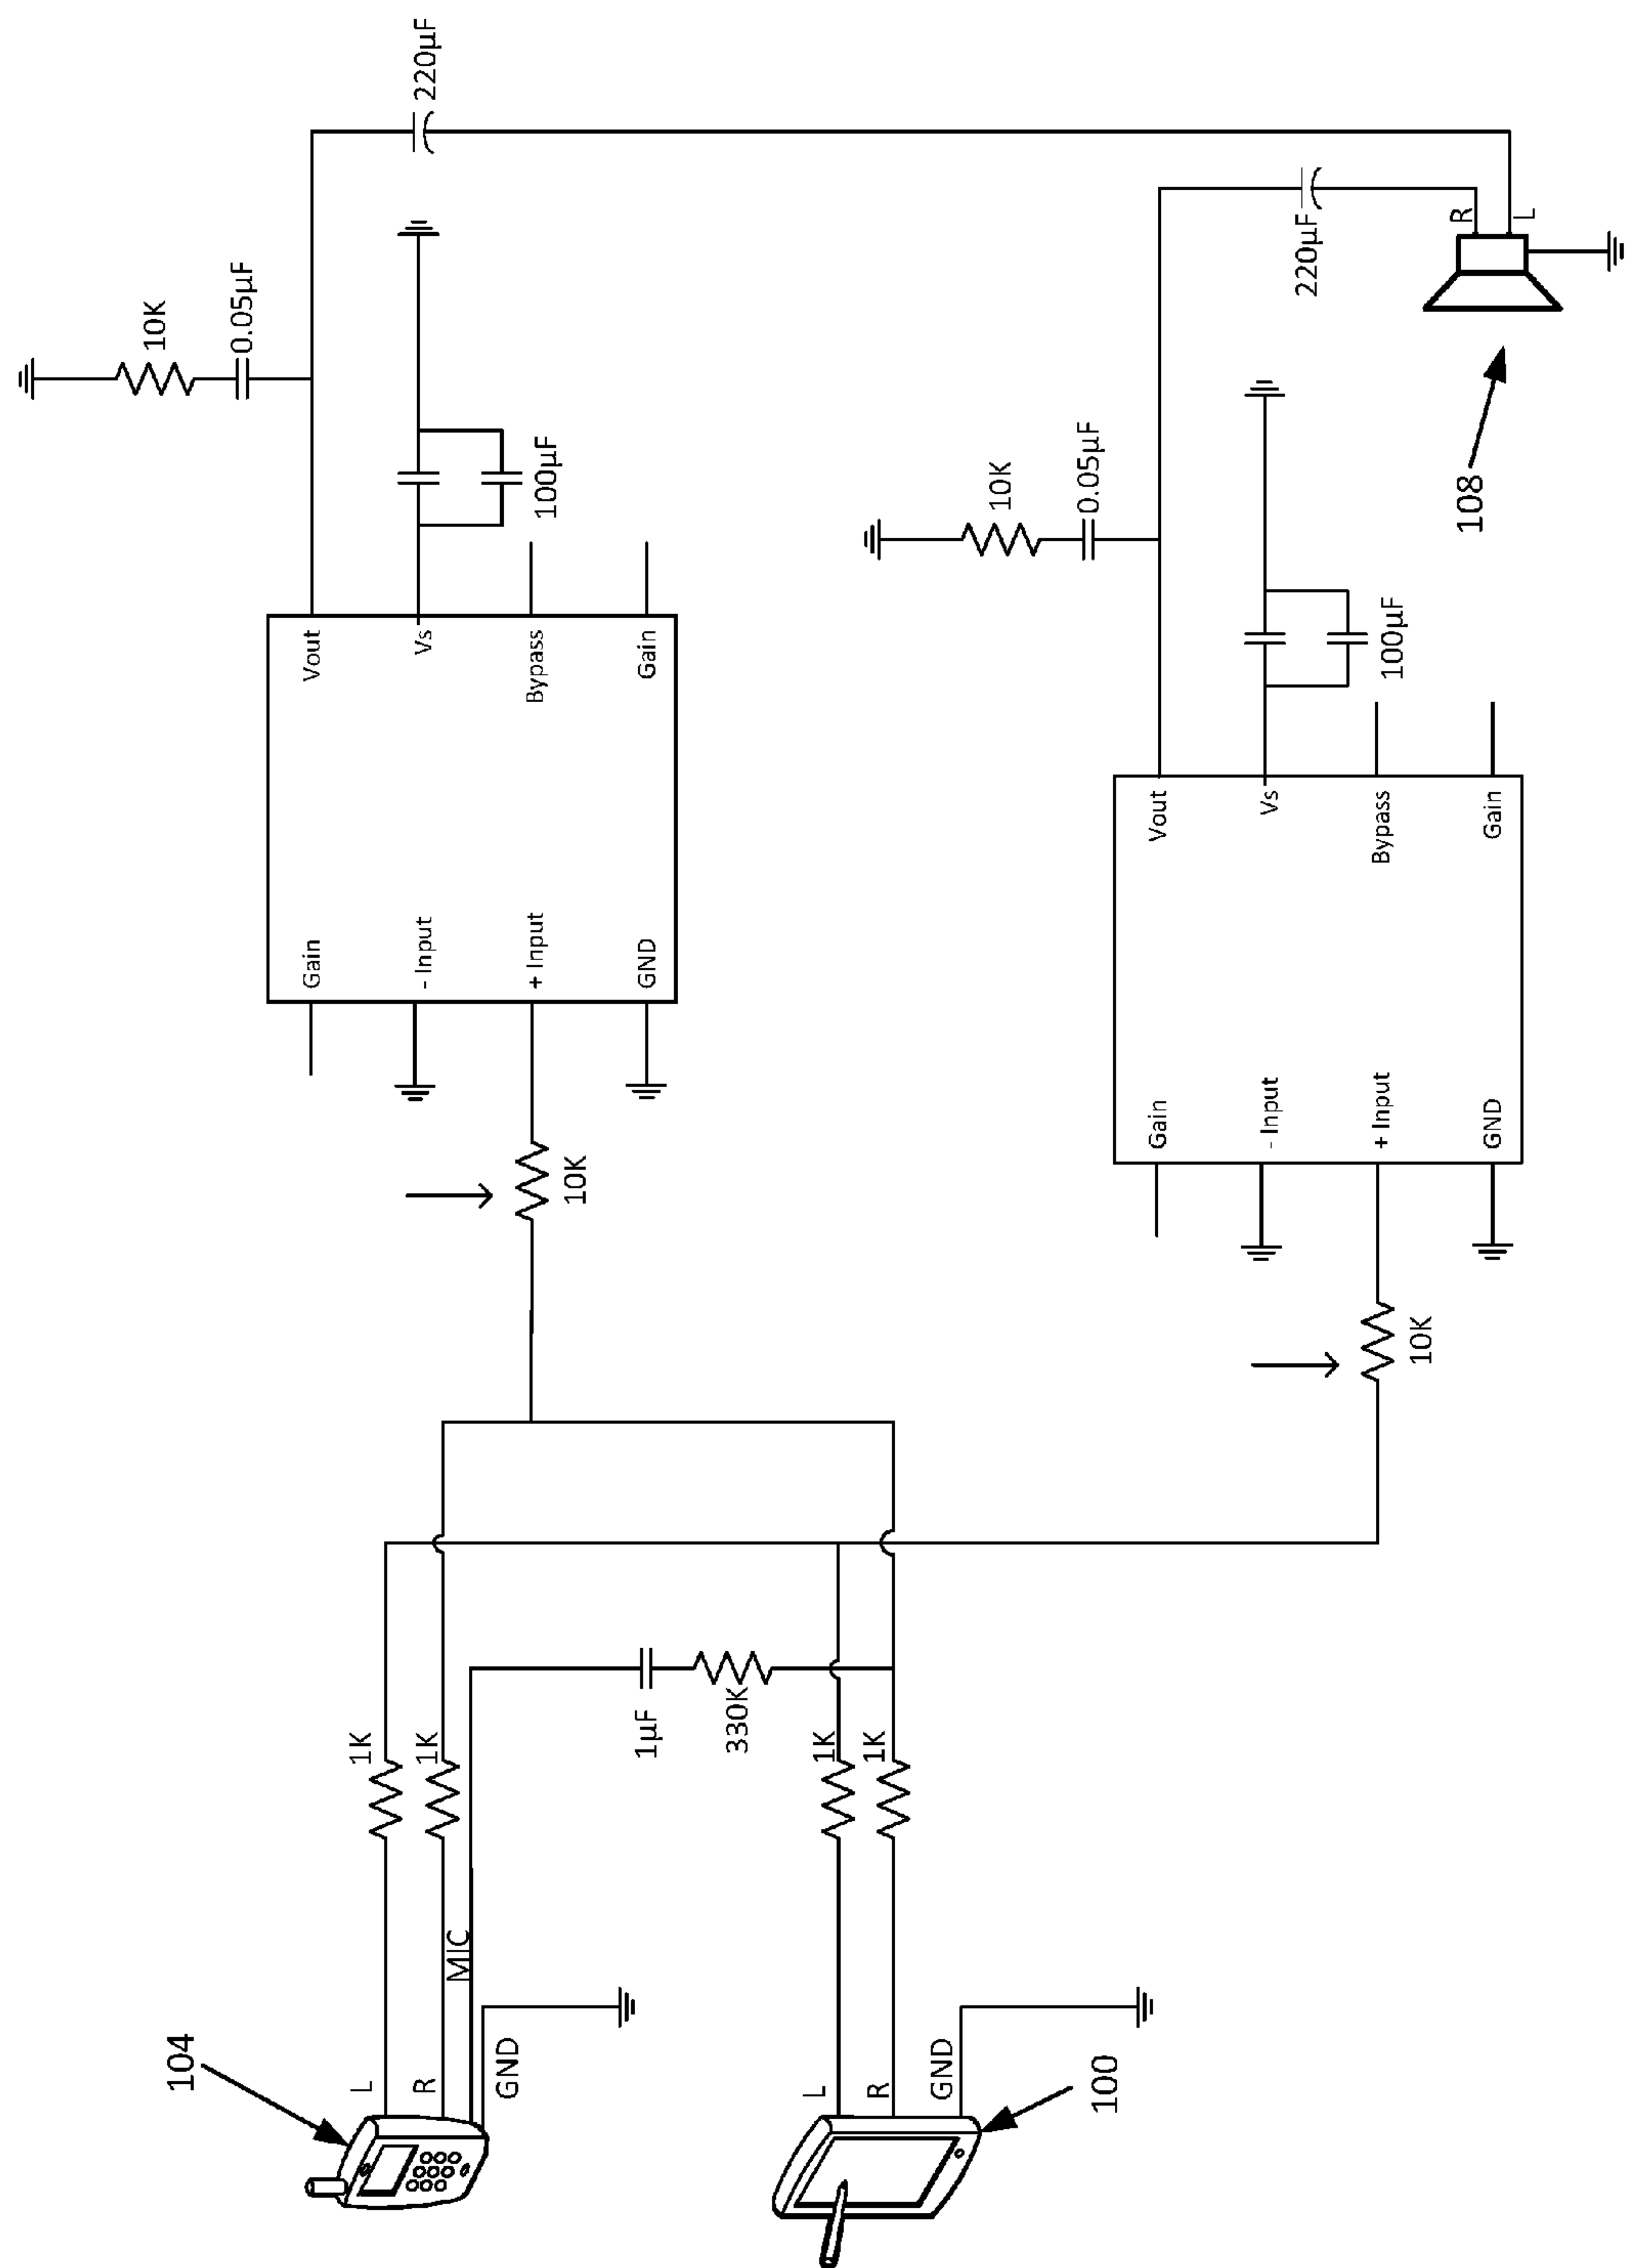 104
L
R
MIC
GND
1K
1K
1µF
330K
100
L
R
GND
1K
1K
10K
Gain
- Input
+ Input
GND
Vout
Vs
Bypass
Gain
10K
0.05µF
100µF
220µF
10K
Gain
- Input
+ Input
GND
Vout
Vs
Bypass
Gain
10K
0.05µF
100µF
220µF
R
L
108